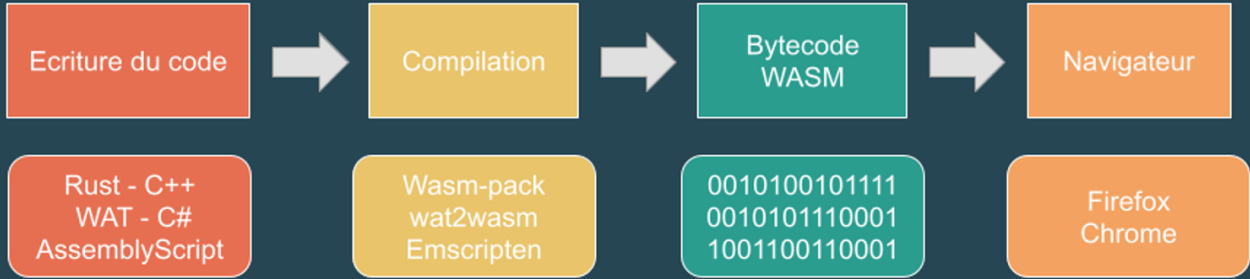 Ecriture du code
Compilation
Bytecode
WASM
Navigateur
Rust - C++
WAT - C#
AssemblyScript
Wasm-pack
wat2wasm
Emscripten
0010100101111
0010101110001
1001100110001
Firefox
Chrome